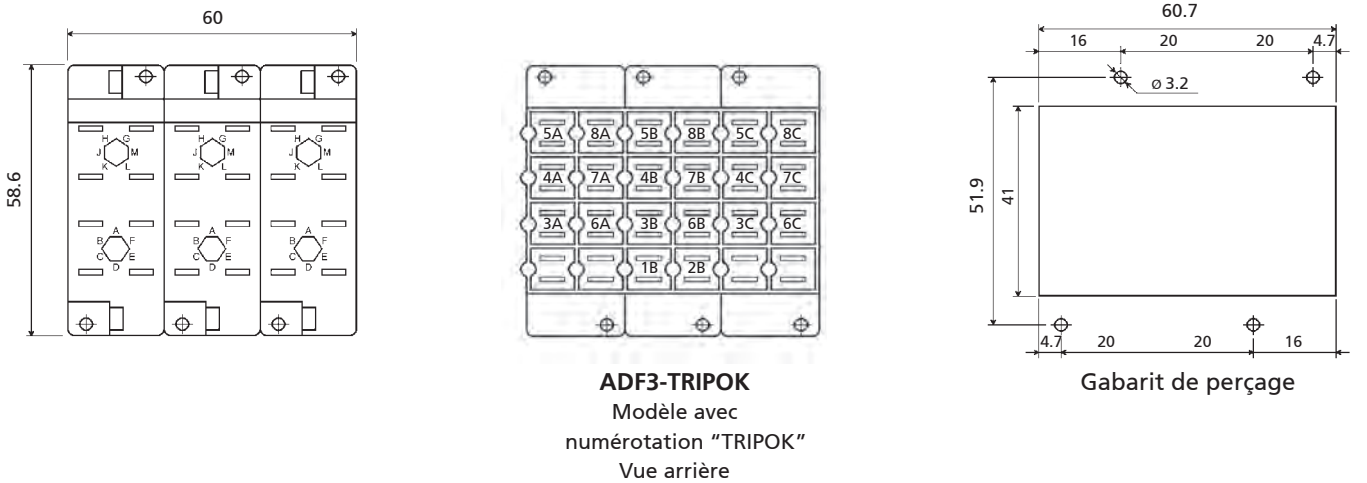 60
58.6
H G
J M
K L
H G
J M
K L
H G
J M
K L
A
B F
C E
D
A
B F
C E
D
A
B F
C E
D
5A 8A 5B 8B 5C 8C
4A 7A 4B 7B 4C 7C
3A 6A 3B 6B 3C 6C
1B 2B
ADF3-TRIPOK
Modèle avec
numérotation “TRIPOK”
Vue arrière
60.7
16 20 20 4.7
ø 3.2
51.9
41
4.7 20 20 16
Gabarit de perçage